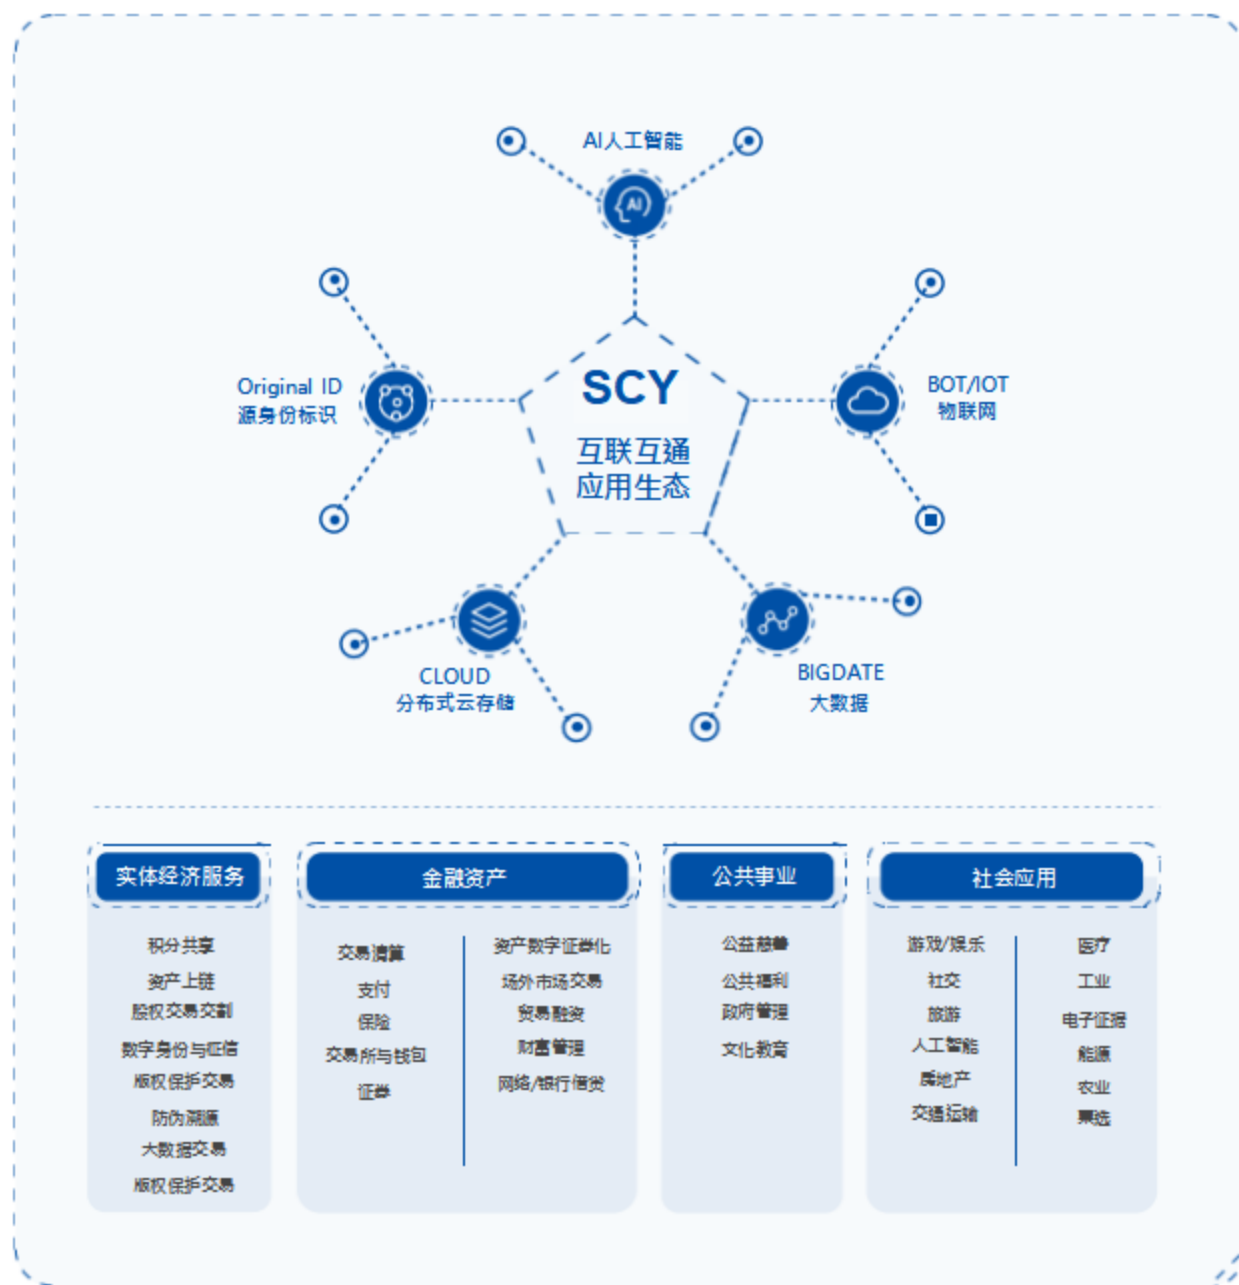 AI人工智能
AI
Original ID
源身份标识
SCY
互联互通
应用生态
BOT/IOT
物联网
CLOUD
分布式云存储
BIGDATE
大数据
实体经济服务
积分共享
资产上链
股权交易交割
数字身份与征信
版权保护交易
防伪溯源
大数据交易
版权保护交易
金融资产
交易清算
支付
保险
交易所与钱包
证券
资产数字证券化
场外市场交易
贸易融资
财富管理
网络/银行借贷
公共事业
公益慈善
公共福利
政府管理
文化教育
社会应用
游戏/娱乐
社交
旅游
人工智能
房地产
交通运输
医疗
工业
电子证据
能源
农业
票选